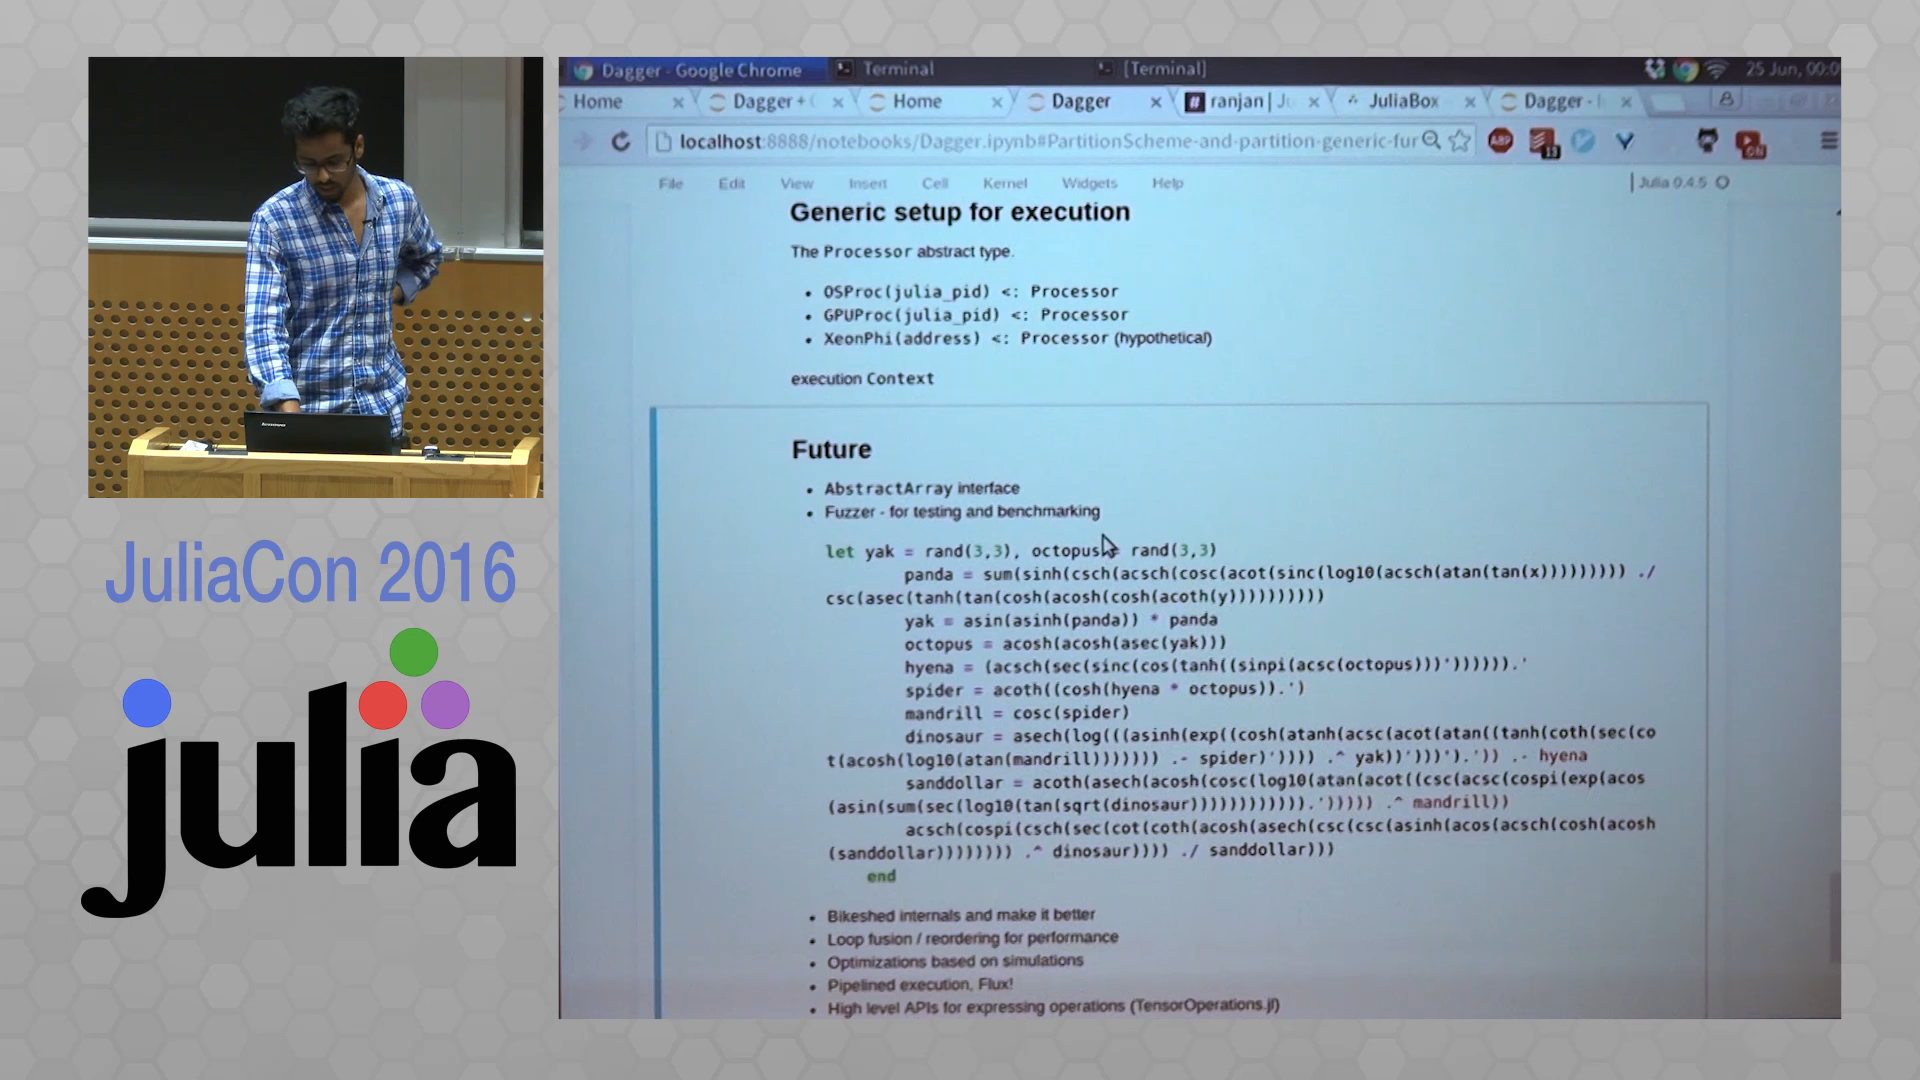 Dagger - Google Chrome
Terminal
[Terminal]
25 Jun, 00:0
Home
Dagger + (
Home
Dagger
ranjan | J
JuliaBox
Dagger -
localhost:8888/notebooks/Dagger.ipynb#PartitionScheme-and-partition-generic-fur
ABP
13
File Edit View Insert Cell Kernel Widgets Help
Julia 0.4.5
Generic setup for execution
The Processor abstract type.
• OSProc(julia_pid) <: Processor
• GPUProc(julia_pid) <: Processor
• XeonPhi(address) <: Processor (hypothetical)
execution Context
Future
• AbstractArray interface
• Fuzzer - for testing and benchmarking
let yak = rand(3,3), octopus = rand(3,3)
panda = sum(sinh(csch(acsch(cosc(acot(sinc(log10(acsch(atan(tan(x))))))))) ./
csc(asec(tanh(tan(cosh(acosh(cosh(acoth(y))))))))))
yak = asin(asinh(panda)) * panda
octopus = acosh(acosh(asec(yak)))
hyena = (acsch(sec(sinc(cos(tanh((sinpi(acsc(octopus)))')))))).'
spider = acoth((cosh(hyena * octopus)).')
mandrill = cosc(spider)
dinosaur = asech(log(((asinh(exp((cosh(atanh(acsc(acot(atan((tanh(coth(sec(co
t(acosh(log10(atan(mandrill))))))) .- spider)')))) .^ yak))')))').')) .- hyena
sanddollar = acoth(asech(acosh(cosc(log10(atan(acot((csc(acsc(cospi(exp(acos
(asin(sum(sec(log10(tan(sqrt(dinosaur)))))))))))).'))))) .^ mandrill))
acsch(cospi(csch(sec(cot(coth(acosh(asech(csc(csc(asinh(acos(acsch(cosh(acosh
(sanddollar)))))))) .^ dinosaur)))) ./ sanddollar)))
end
• Bikeshed internals and make it better
• Loop fusion / reordering for performance
• Optimizations based on simulations
• Pipelined execution, Flux!
• High level APIs for expressing operations (TensorOperations.jl)
lenovo
JuliaCon 2016
julia